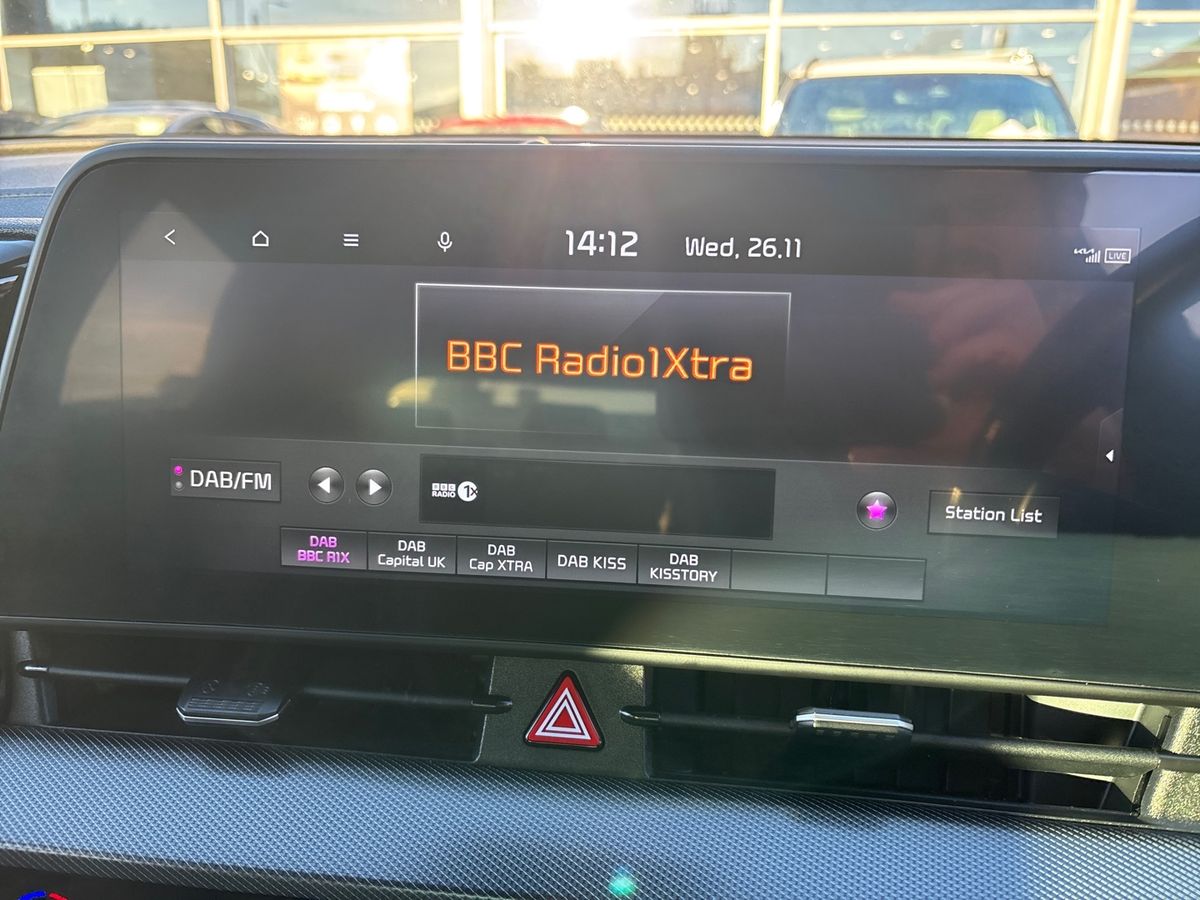 14:12 Wed, 26.11
KIA LIVE
BBC Radio1Xtra
DAB/FM
BBC
RADIO 1X
Station List
DAB
BBC R1X
DAB
Capital UK
DAB
Cap XTRA
DAB KISS
DAB
KISSTORY